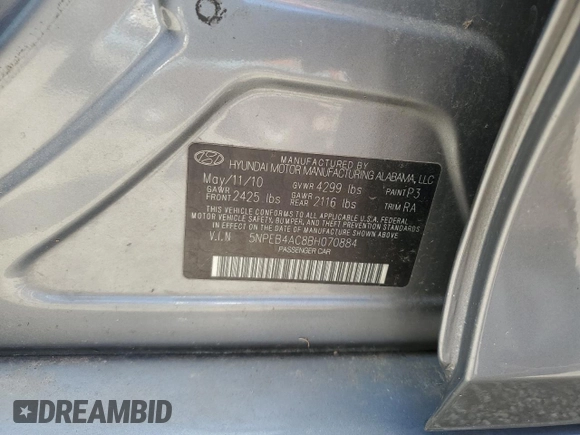 MANUFACTURED BY
HYUNDAI MOTOR MANUFACTURING ALABAMA, LLC
May/11/10 GVWR 4299 lbs PAINT P3
GAWR FRONT 2425 lbs GAWR REAR 2116 lbs TRIM RA
THIS VEHICLE CONFORMS TO ALL APPLICABLE U.S.A. FEDERAL
MOTOR VEHICLE SAFETY, BUMPER, AND THEFT PREVENTION
STANDARDS IN EFFECT ON THE DATE OF MANUFACTURE SHOWN ABOVE.
V.I.N 5NPEB4AC8BH070884
PASSENGER CAR
DREAMBID